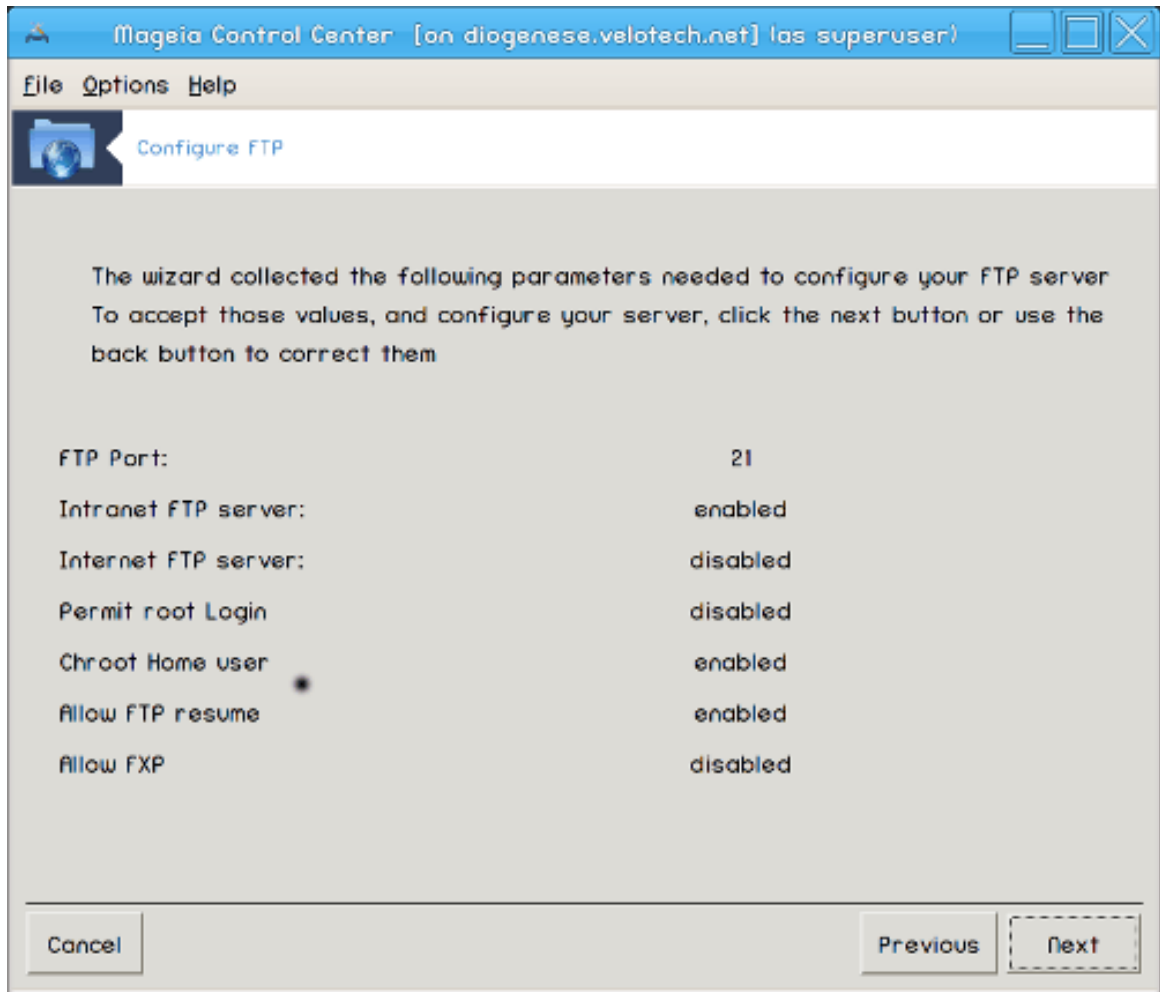 Mageia Control Center [on diogenese.velotech.net] (as superuser)
File Options Help
Configure FTP
The wizard collected the following parameters needed to configure your FTP server
To accept those values, and configure your server, click the next button or use the
back button to correct them
FTP Port: 21
Intranet FTP server: enabled
Internet FTP server: disabled
Permit root Login disabled
Chroot Home user enabled
Allow FTP resume enabled
Allow FXP disabled
Cancel Previous Next